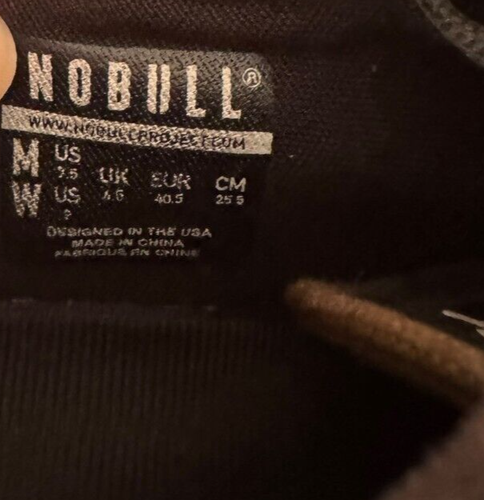 NOBULL®
WWW.NOBULLPROJECT.COM
M US 7.5
W US 9
UK 6.5 EUR 40.5 CM 25.5
DESIGNED IN THE USA
MADE IN CHINA
FABRIQUE EN CHINE